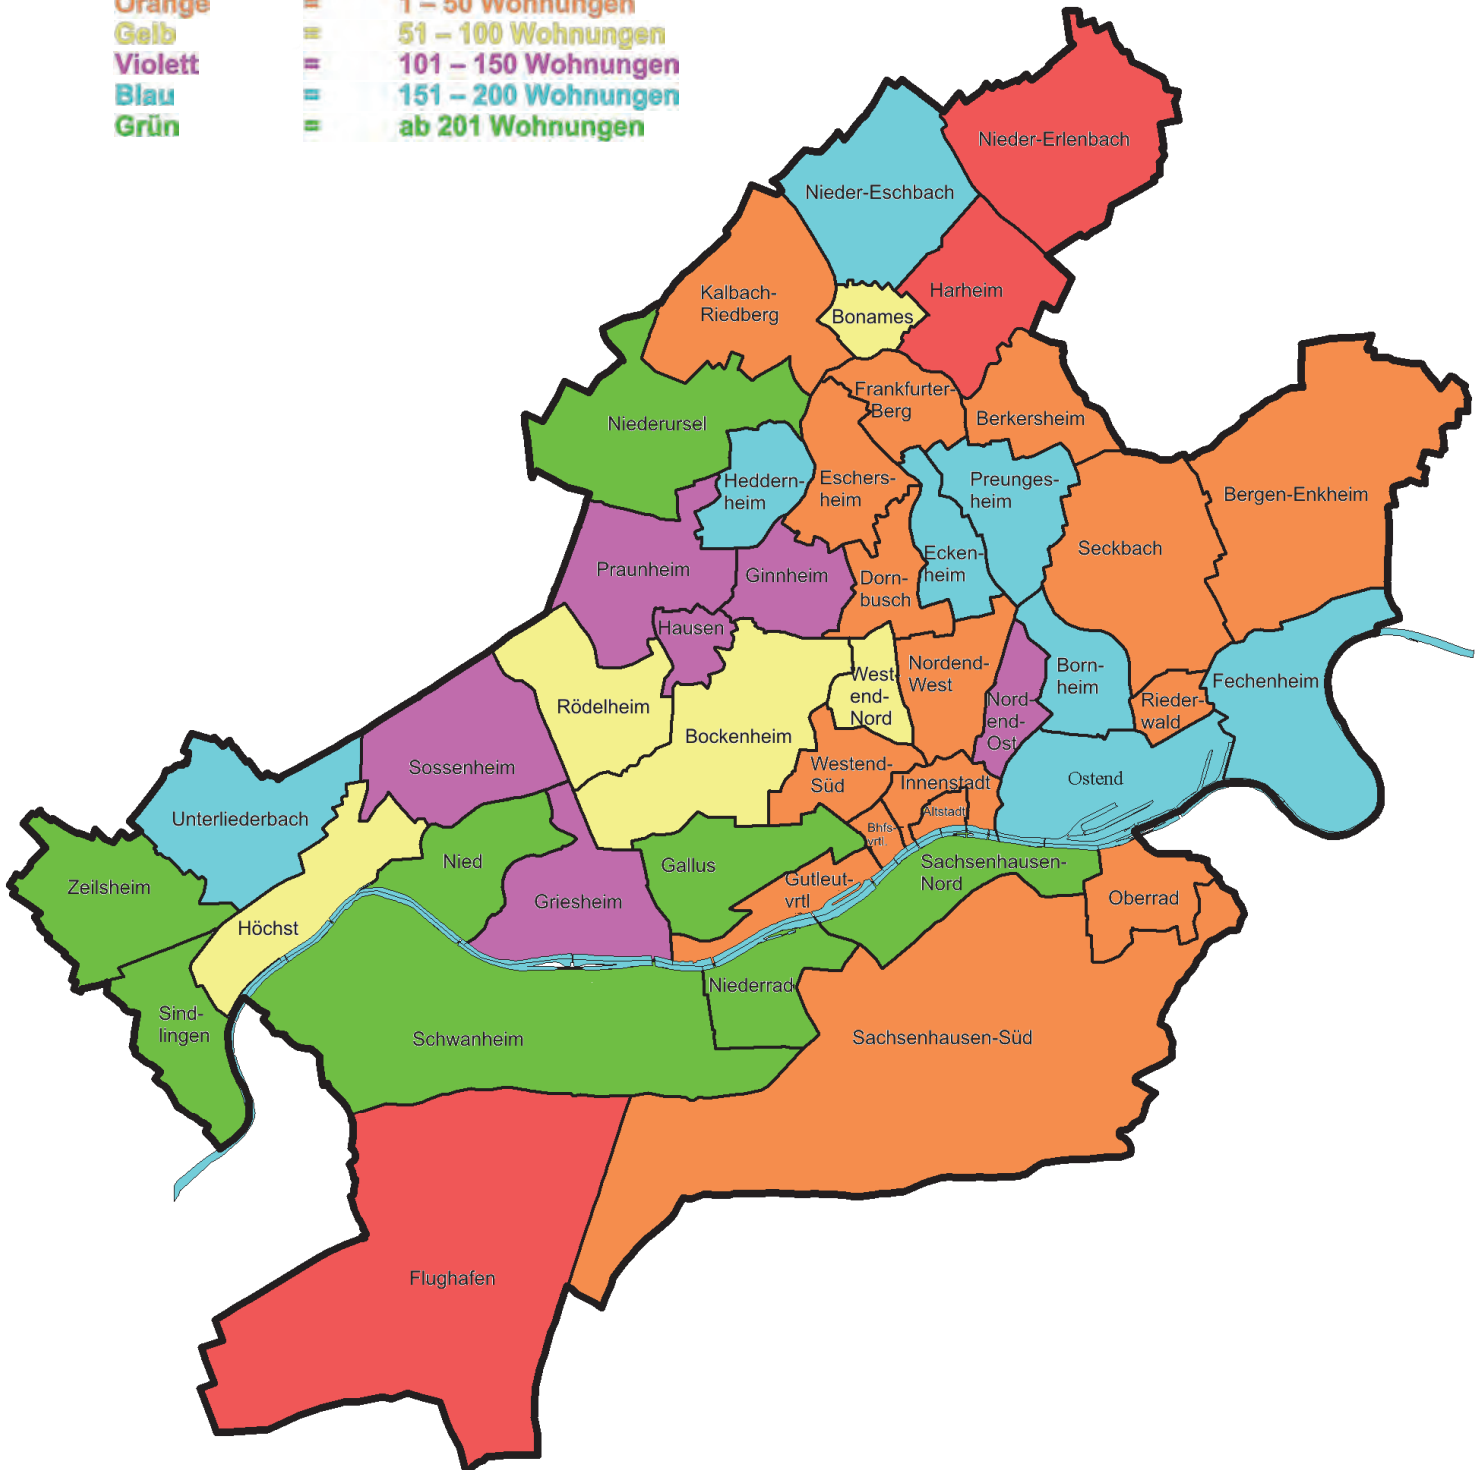 Orange = 1 – 50 Wohnungen
Gelb = 51 – 100 Wohnungen
Violett = 101 – 150 Wohnungen
Blau = 151 – 200 Wohnungen
Grün = ab 201 Wohnungen
Nieder-Erlenbach
Nieder-Eschbach
Harheim
Kalbach-
Riedberg
Bonames
Frankfurter-
Berg
Berkersheim
Niederursel
Heddern-
heim
Eschers-
heim
Preunges-
heim
Bergen-Enkheim
Seckbach
Ecken-
heim
Praunheim
Ginnheim
Dorn-
busch
Hausen
Nordend-
West
Born-
heim
West-
end-
Nord
Fechenheim
Nord-
end-
Ost
Rieder-
wald
Rödelheim
Bockenheim
Sossenheim
Westend-
Süd
Innenstadt
Ostend
Altstadt
Unterliederbach
Bhfs-
vrtl.
Nied
Gallus
Sachsenhausen-
Nord
Zeilsheim
Gutleut-
vrtl
Oberrad
Griesheim
Höchst
Niederrad
Sind-
lingen
Schwanheim
Sachsenhausen-Süd
Flughafen